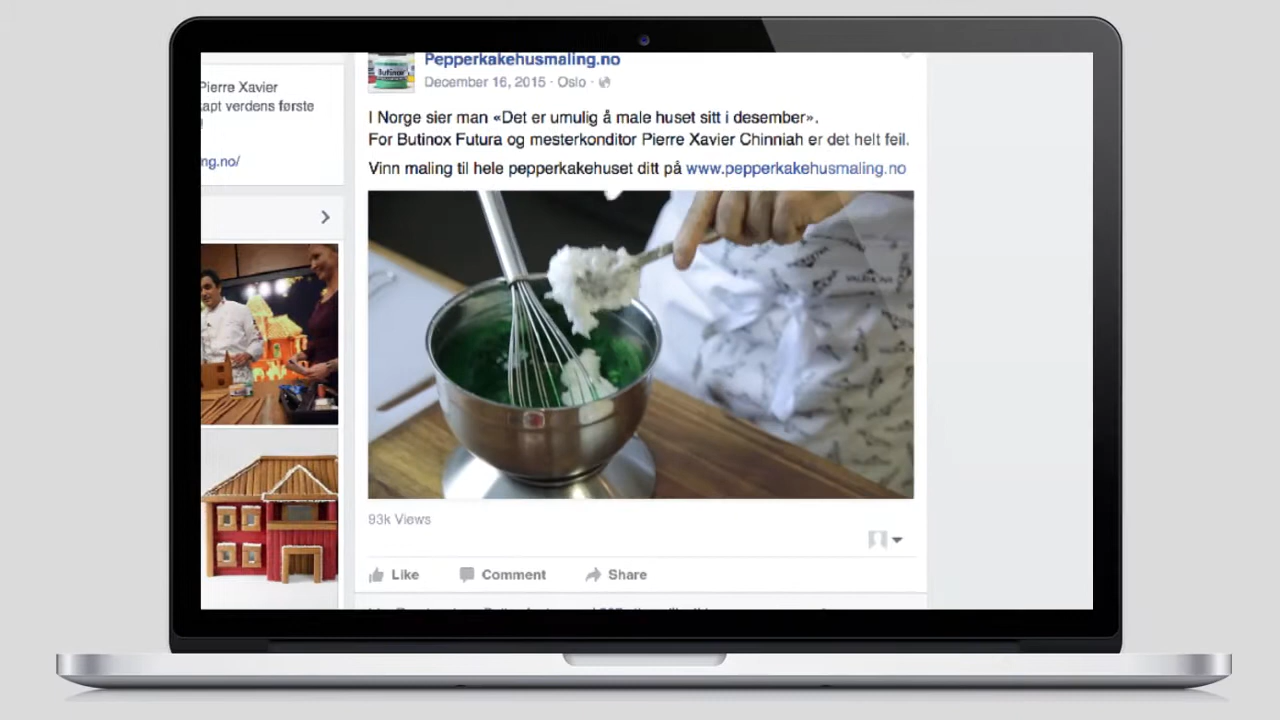 Pierre Xavier
apt verdens første
!
ng.no/
Butinox
Pepperkakehusmaling.no
December 16, 2015 · Oslo ·
I Norge sier man «Det er umulig å male huset sitt i desember».
For Butinox Futura og mesterkonditor Pierre Xavier Chinniah er det helt feil.
Vinn maling til hele pepperkakehuset ditt på www.pepperkakehusmaling.no
93k Views
Like Comment Share